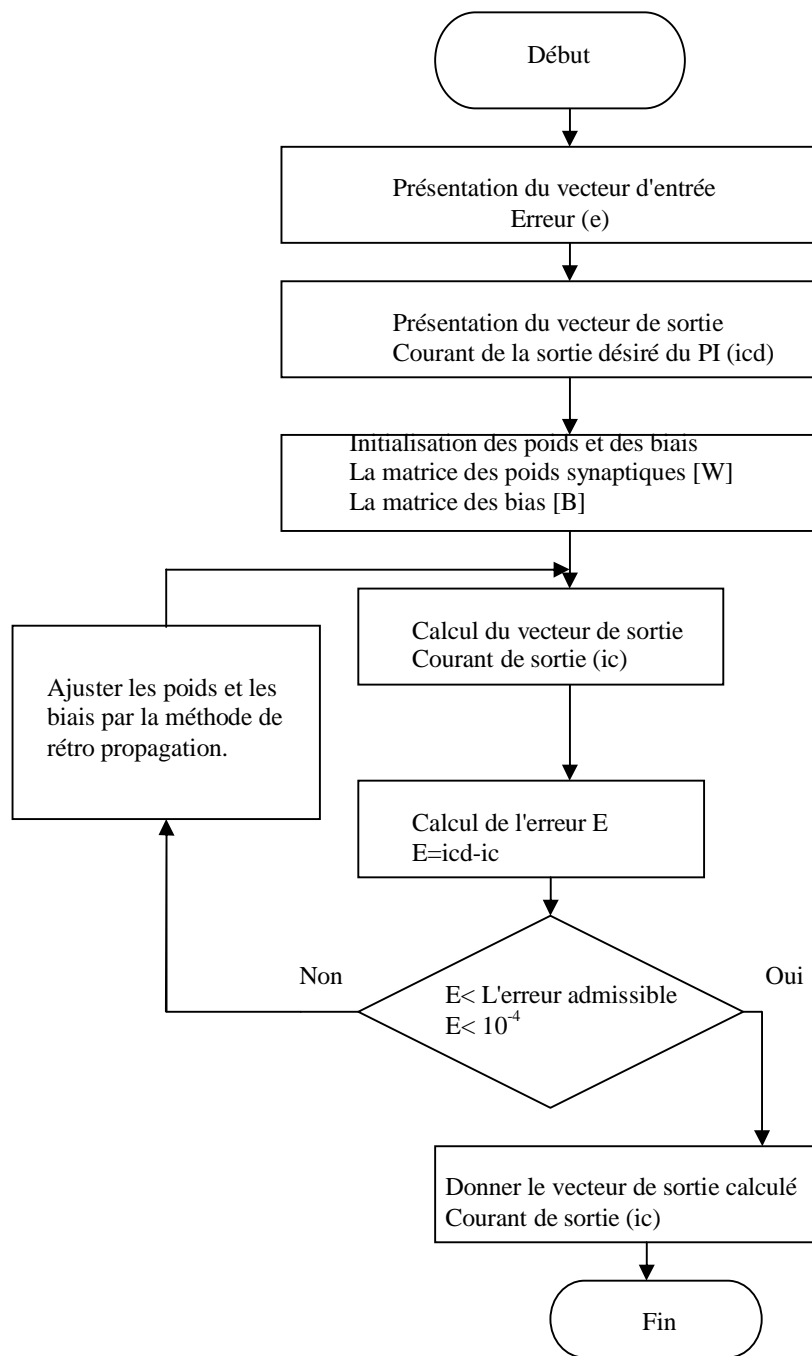 Début
Présentation du vecteur d'entrée
Erreur (e)
Présentation du vecteur de sortie
Courant de la sortie désiré du PI (icd)
Initialisation des poids et des biais
La matrice des poids synaptiques [W]
La matrice des bias [B]
Calcul du vecteur de sortie
Courant de sortie (ic)
Ajuster les poids et les
biais par la méthode de
rétro propagation.
Calcul de l'erreur E
E=icd-ic
Non
Oui
E< L'erreur admissible
E< 10⁻⁴
Donner le vecteur de sortie calculé
Courant de sortie (ic)
Fin